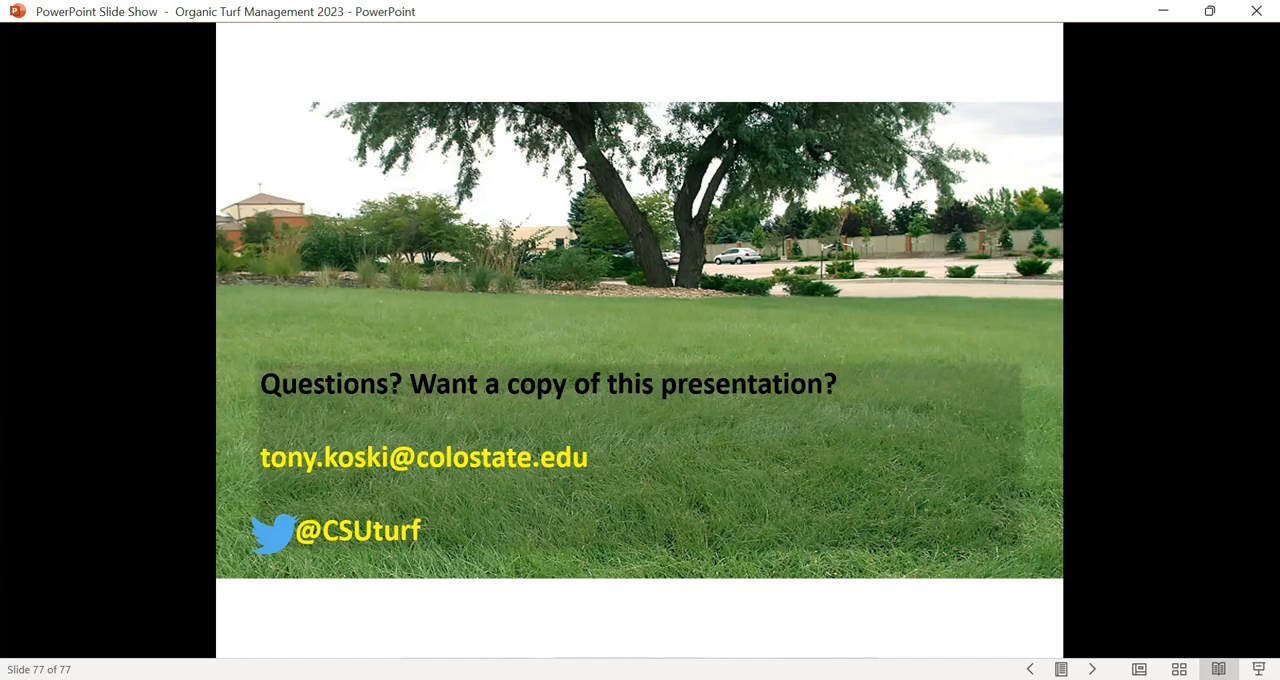 PowerPoint Slide Show - Organic Turf Management 2023 - PowerPoint
Questions? Want a copy of this presentation?
tony.koski@colostate.edu
@CSUturf
Slide 77 of 77